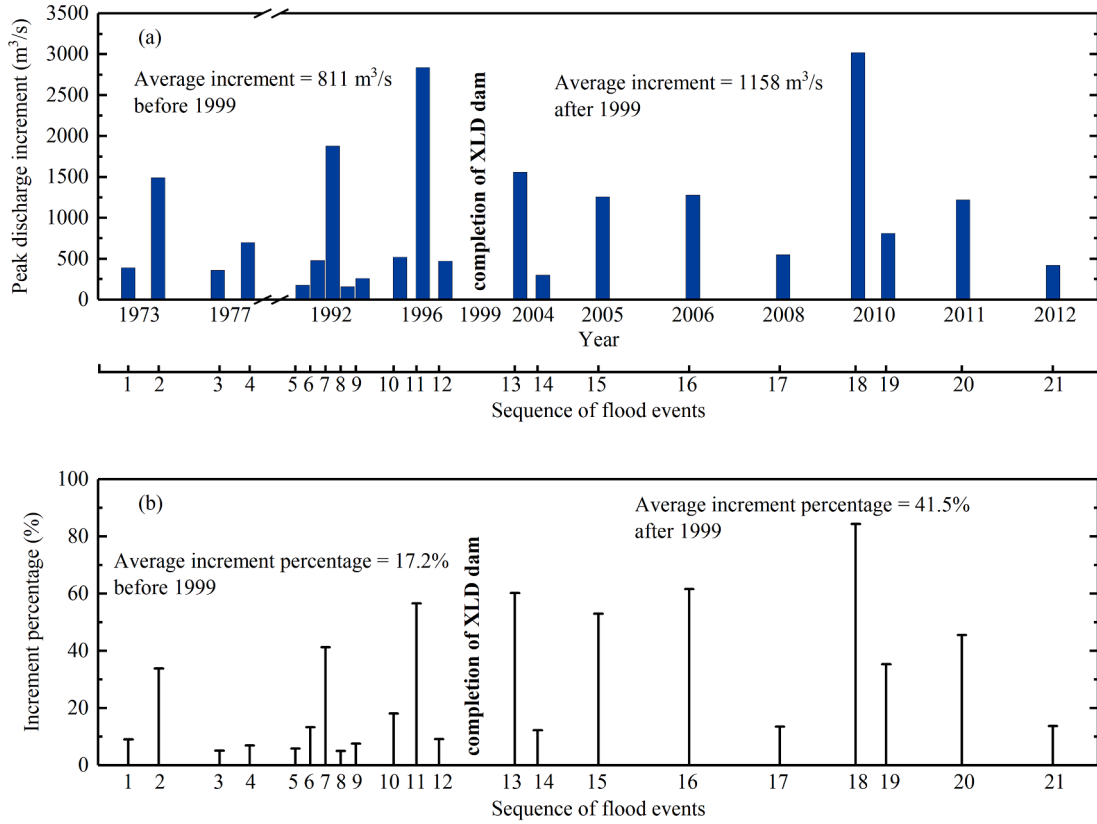 3500
3000
2500
2000
1500
1000
500
0
Peak discharge increment (m³/s)
(a)
Average increment = 811 m³/s
before 1999
completion of XLD dam
Average increment = 1158 m³/s
after 1999
1973 1977 1992 1996 1999 2004 2005 2006 2008 2010 2011 2012
Year
1 2 3 4 5 6 7 8 9 10 11 12 13 14 15 16 17 18 19 20 21
Sequence of flood events
100
80
60
40
20
0
Increment percentage (%)
(b)
Average increment percentage = 17.2%
before 1999
completion of XLD dam
Average increment percentage = 41.5%
after 1999
1 2 3 4 5 6 7 8 9 10 11 12 13 14 15 16 17 18 19 20 21
Sequence of flood events